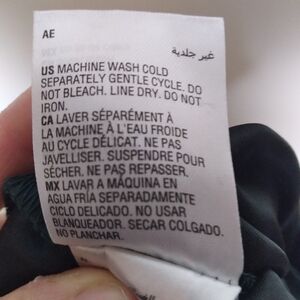 AE
غير جلدية
US MACHINE WASH COLD
SEPARATELY GENTLE CYCLE. DO
NOT BLEACH. LINE DRY. DO NOT
IRON.
CA LAVER SÉPARÉMENT À
LA MACHINE À L'EAU FROIDE
AU CYCLE DÉLICAT. NE PAS
JAVELLISER. SUSPENDRE POUR
SÉCHER. NE PAS REPASSER.
MX LAVAR A MÁQUINA EN
AGUA FRÍA SEPARADAMENTE
CICLO DELICADO. NO USAR
BLANQUEADOR. SECAR COLGADO.
NO PLANCHAR.